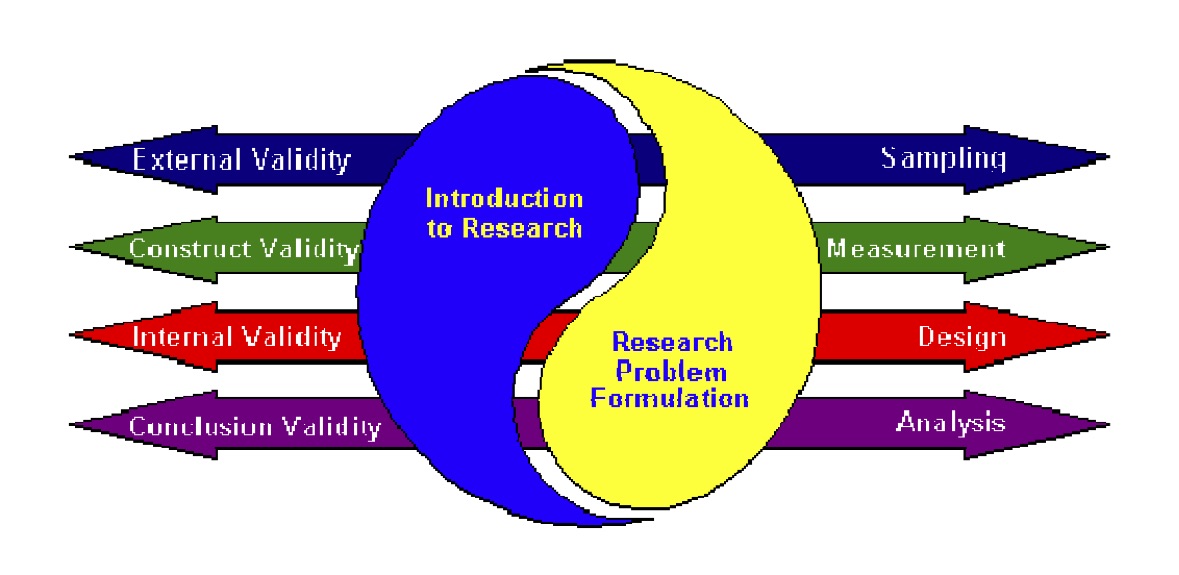 External Validity
Sampling
Introduction
to Research
Construct Validity
Measurement
Internal Validity
Design
Research
Problem
Formulation
Conclusion Validity
Analysis